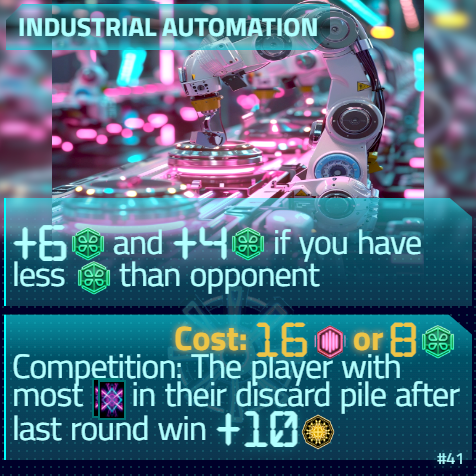 INDUSTRIAL AUTOMATION
+6 and +4 if you have
less than opponent
Cost: 16 or 8
Competition: The player with
most in their discard pile after
last round win +10
#41